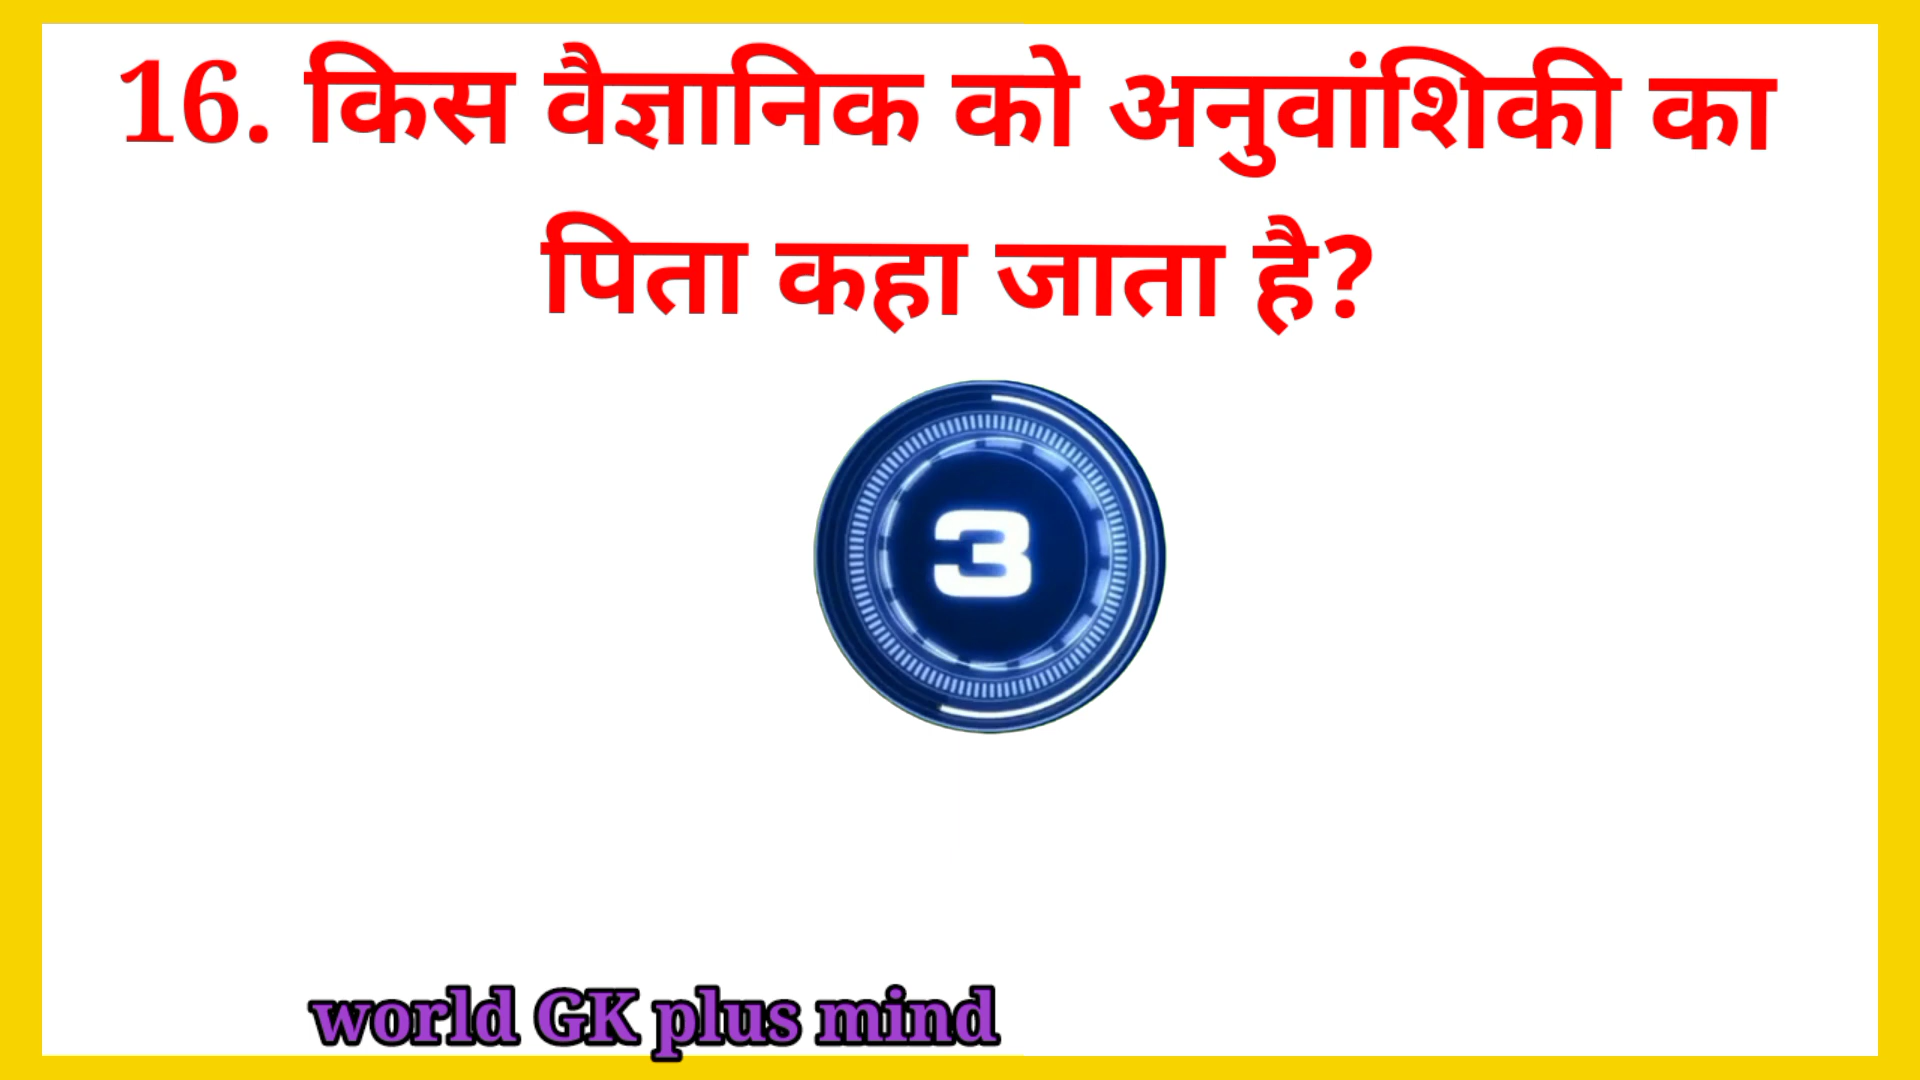 16. किस वैज्ञानिक को अनुवांशिकी का
पिता कहा जाता है?
3
world GK plus mind